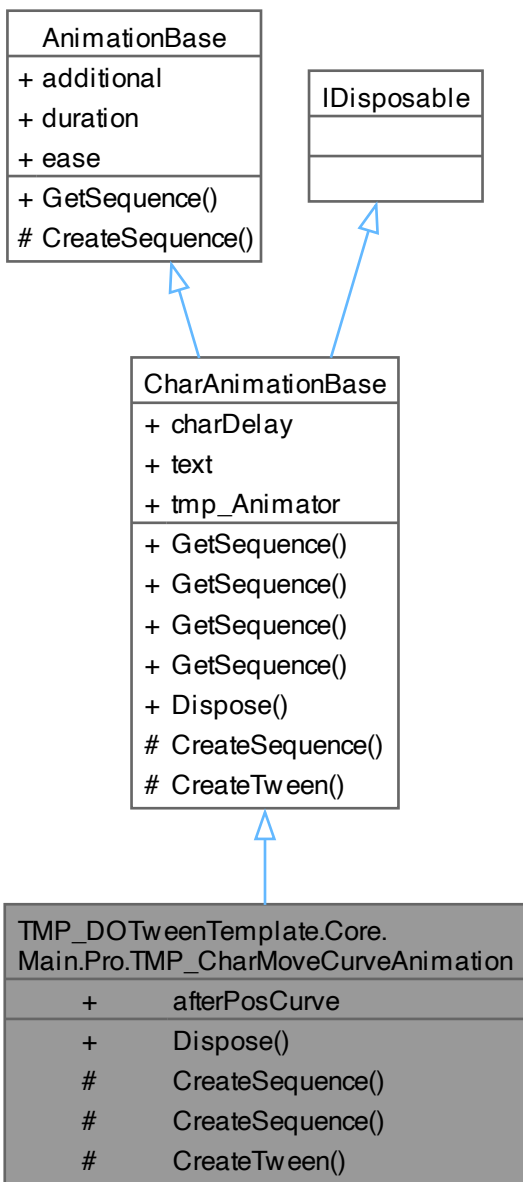 AnimationBase
+ additional
+ duration
+ ease
+ GetSequence()
# CreateSequence()
IDisposable
CharAnimationBase
+ charDelay
+ text
+ tmp_Animator
+ GetSequence()
+ GetSequence()
+ GetSequence()
+ GetSequence()
+ Dispose()
# CreateSequence()
# CreateTween()
TMP_DOTweenTemplate.Core.
Main.Pro.TMP_CharMoveCurveAnimation
+ afterPosCurve
+ Dispose()
# CreateSequence()
# CreateSequence()
# CreateTween()